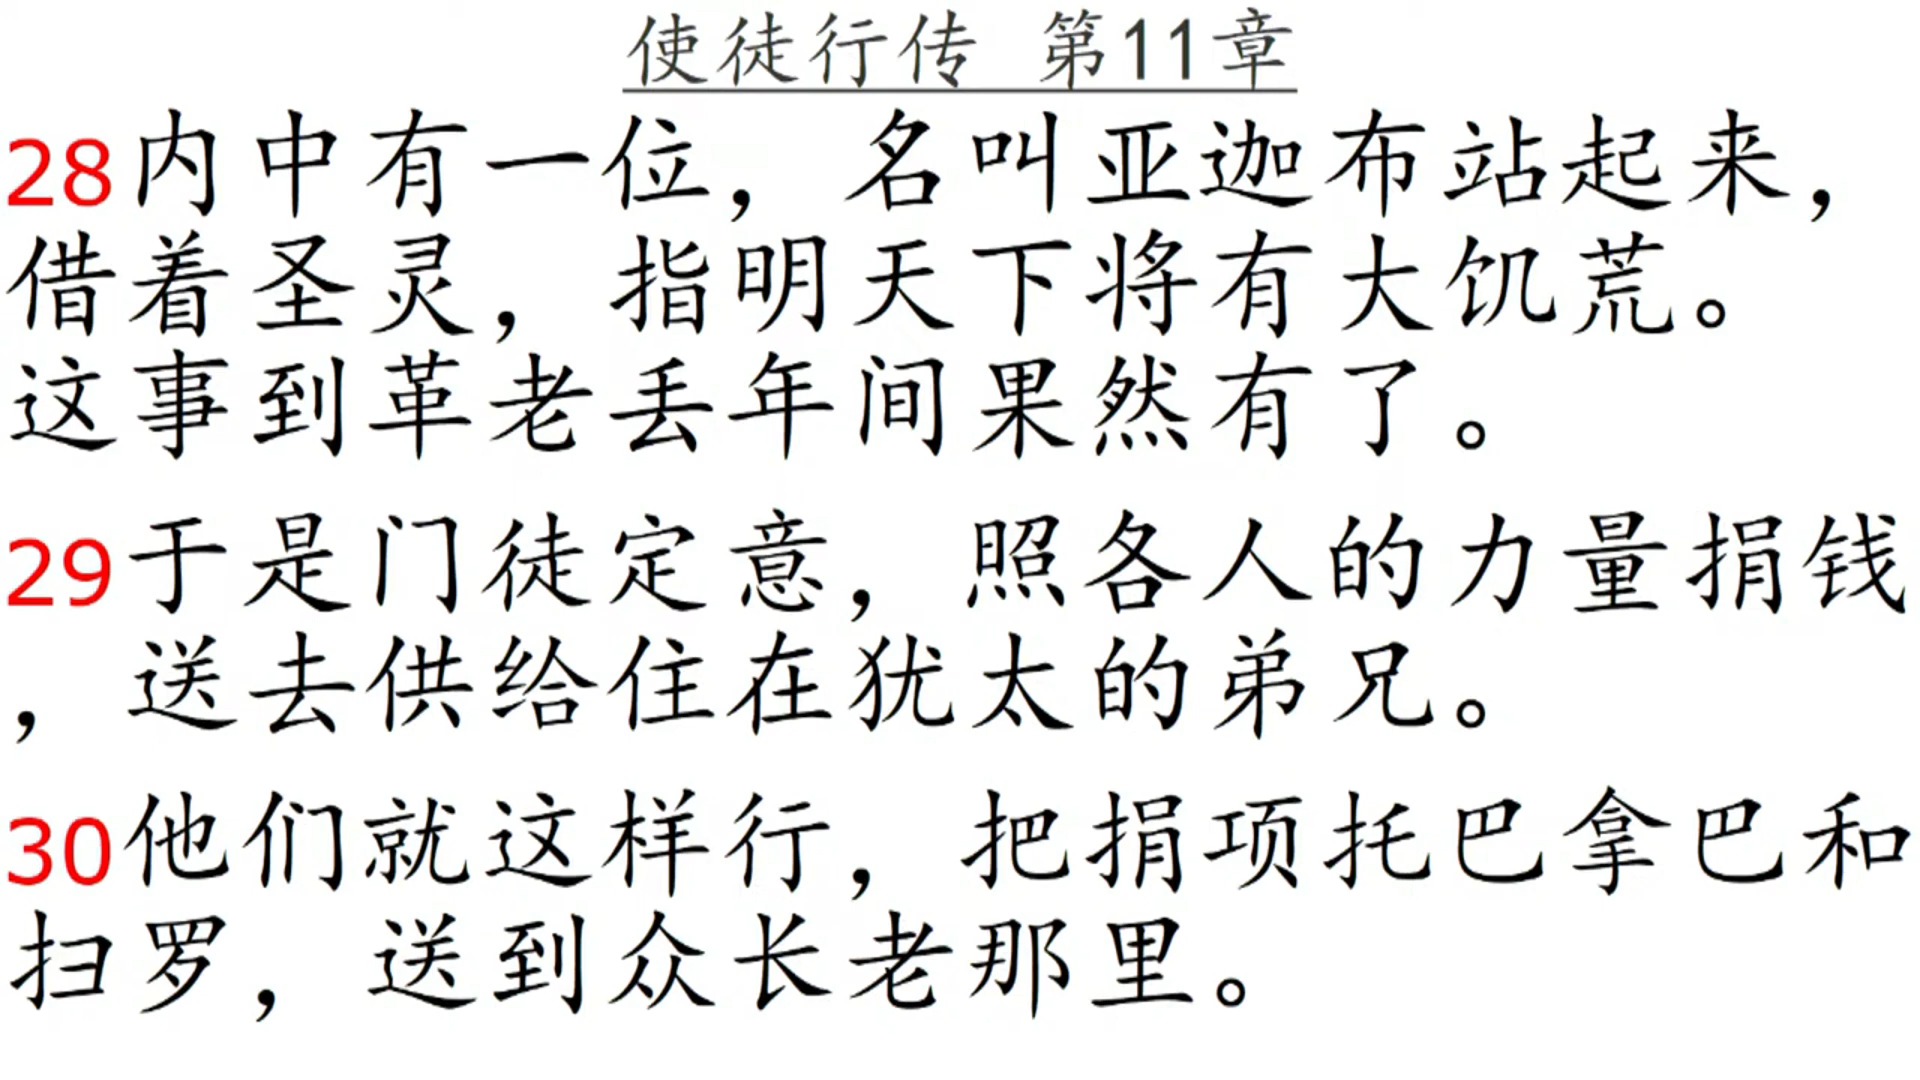 使徒行传 第11章
28内中有一位，名叫亚迦布站起来，
借着圣灵，指明天下将有大饥荒。
这事到革老丢年间果然有了。
29于是门徒定意，照各人的力量捐钱
，送去供给住在犹太的弟兄。
30他们就这样行，把捐项托巴拿巴和
扫罗，送到众长老那里。